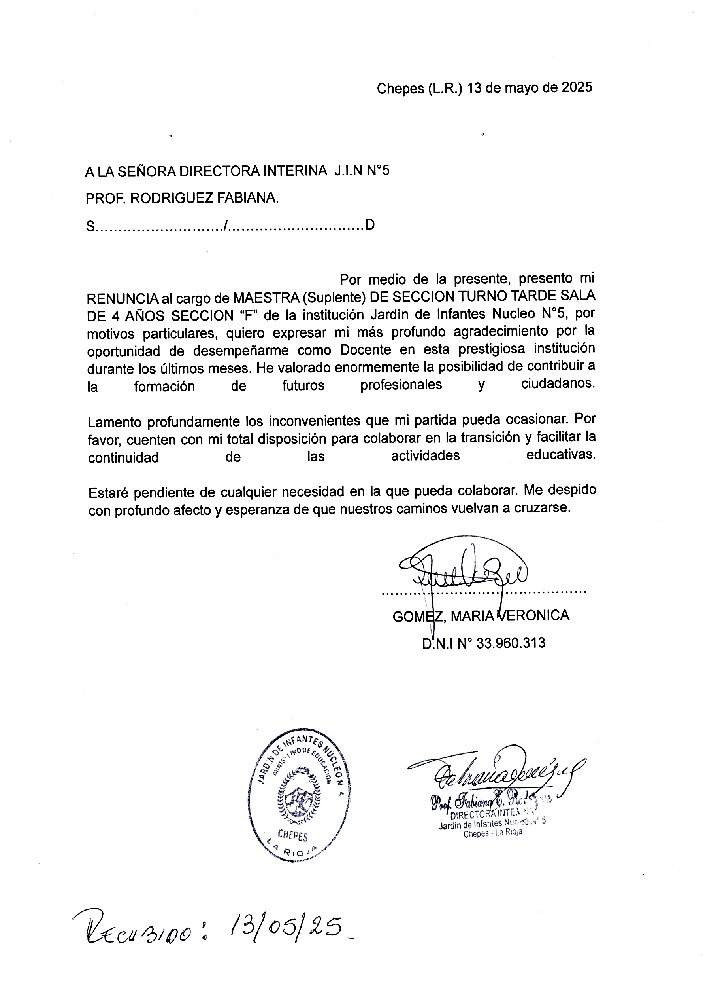 Chepes (L.R.) 13 de mayo de 2025
A LA SEÑORA DIRECTORA INTERINA J.I.N N°5
PROF. RODRIGUEZ FABIANA.
S............................/..............................D
Por medio de la presente, presento mi
RENUNCIA al cargo de MAESTRA (Suplente) DE SECCION TURNO TARDE SALA
DE 4 AÑOS SECCION “F” de la institución Jardín de Infantes Nucleo N°5, por
motivos particulares, quiero expresar mi más profundo agradecimiento por la
oportunidad de desempeñarme como Docente en esta prestigiosa institución
durante los últimos meses. He valorado enormemente la posibilidad de contribuir a
la formación de futuros profesionales y ciudadanos.
Lamento profundamente los inconvenientes que mi partida pueda ocasionar. Por
favor, cuenten con mi total disposición para colaborar en la transición y facilitar la
continuidad de las actividades educativas.
Estaré pendiente de cualquier necesidad en la que pueda colaborar. Me despido
con profundo afecto y esperanza de que nuestros caminos vuelvan a cruzarse.
.............................................
GOMEZ, MARIA VERONICA
D.N.I N° 33.960.313
JARDIN DE INFANTES NÚCLEO N 5
MINISTERIO DE EDUCACION
CHEPES
LA RIOJA
Prof. Fabiana E.
DIRECTORA INTERINA
Jardin de Infantes N° 5
Chepes - La Rioja
RECIBIDO: 13/05/25